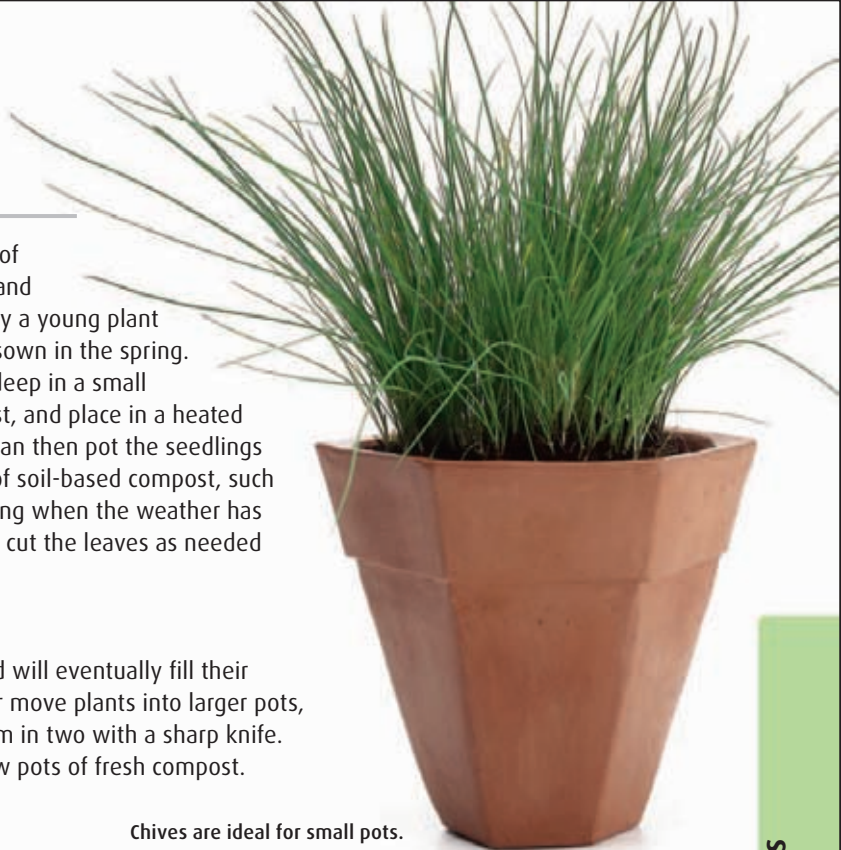 of
and
y a young plant
sown in the spring.
deep in a small
st, and place in a heated
an then pot the seedlings
of soil-based compost, such
ng when the weather has
cut the leaves as needed
d will eventually fill their
r move plants into larger pots,
m in two with a sharp knife.
w pots of fresh compost.
Chives are ideal for small pots.
s